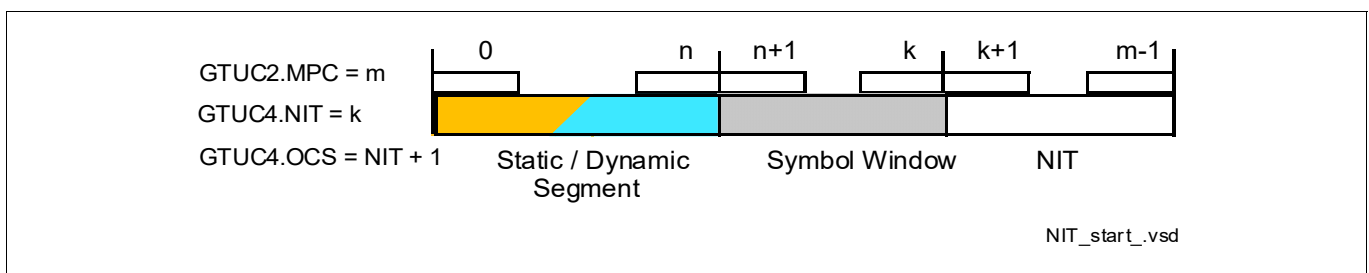 0 n n+1 k k+1 m-1
GTUC2.MPC = m
GTUC4.NIT = k
GTUC4.OCS = NIT + 1
Static / Dynamic Segment
Symbol Window
NIT
NIT_start_.vsd